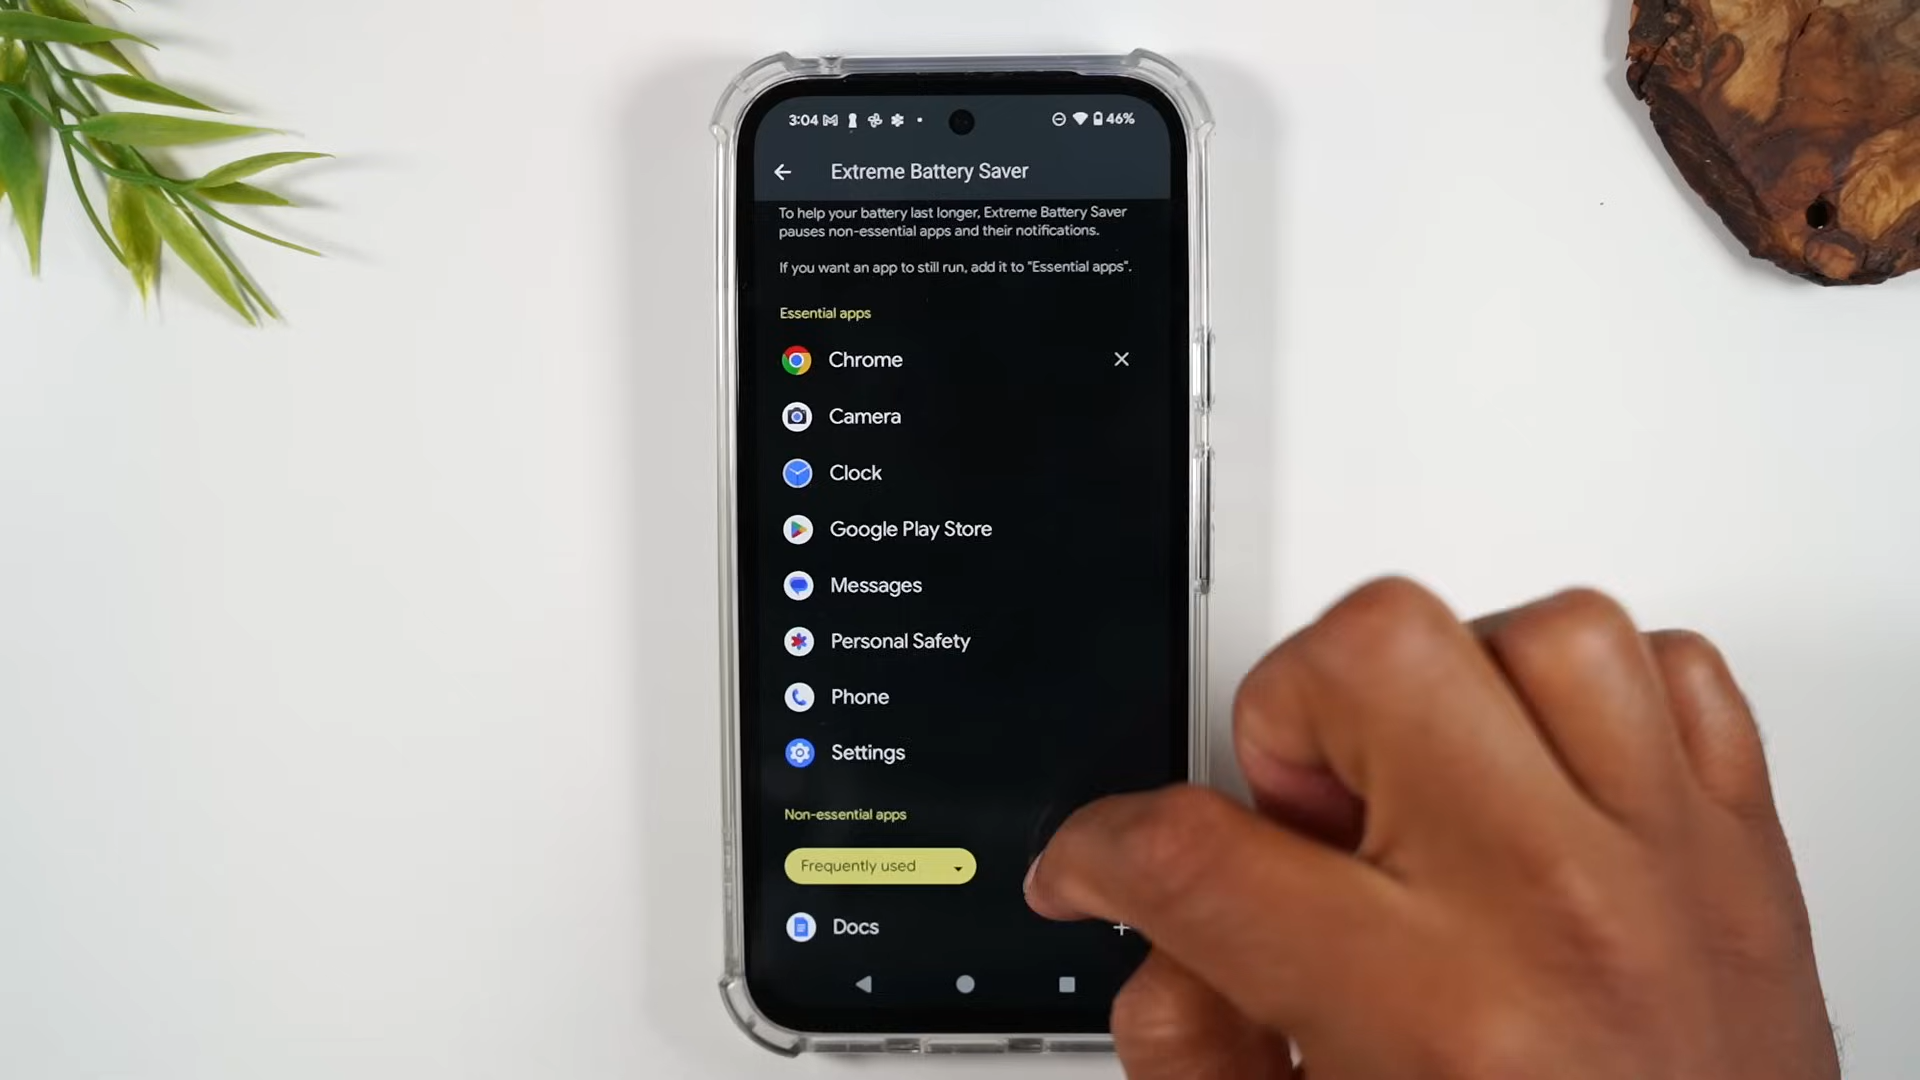 3:04 46%
Extreme Battery Saver
To help your battery last longer, Extreme Battery Saver
pauses non-essential apps and their notifications.
If you want an app to still run, add it to "Essential apps".
Essential apps
Chrome
Camera
Clock
Google Play Store
Messages
Personal Safety
Phone
Settings
Non-essential apps
Frequently used
Docs